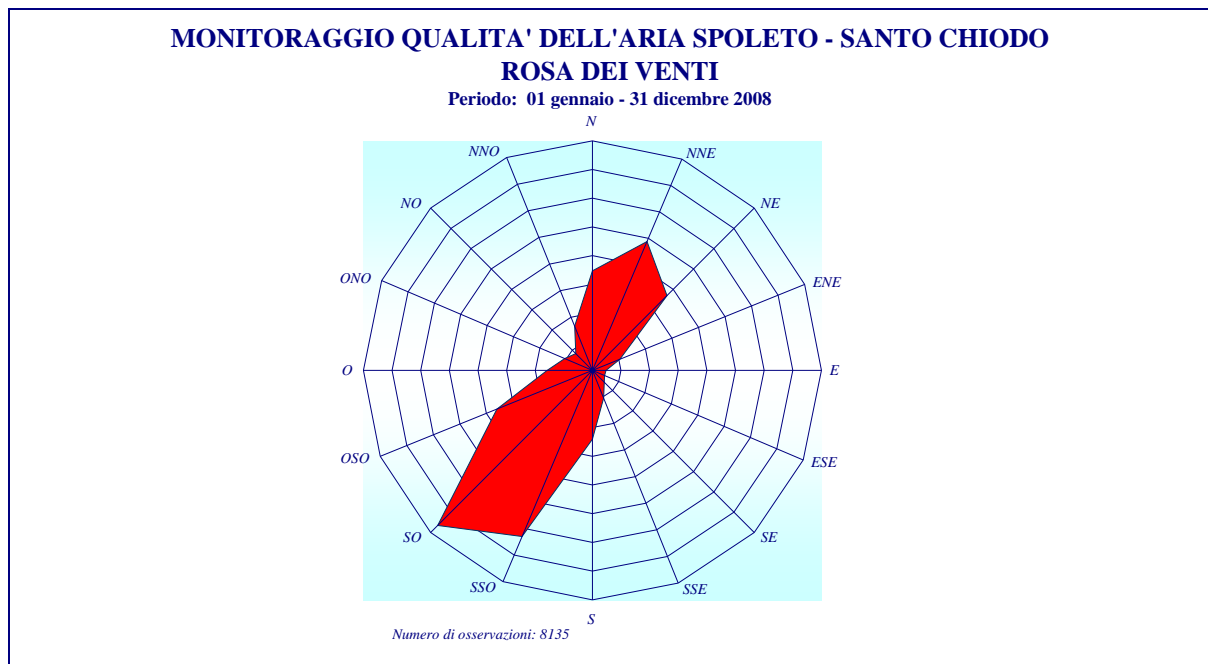 MONITORAGGIO QUALITA' DELL'ARIA SPOLETO - SANTO CHIODO
ROSA DEI VENTI
Periodo: 01 gennaio - 31 dicembre 2008
N
NNO
NNE
NO
NE
ONO
ENE
O
E
OSO
ESE
SO
SE
SSO
SSE
S
Numero di osservazioni: 8135